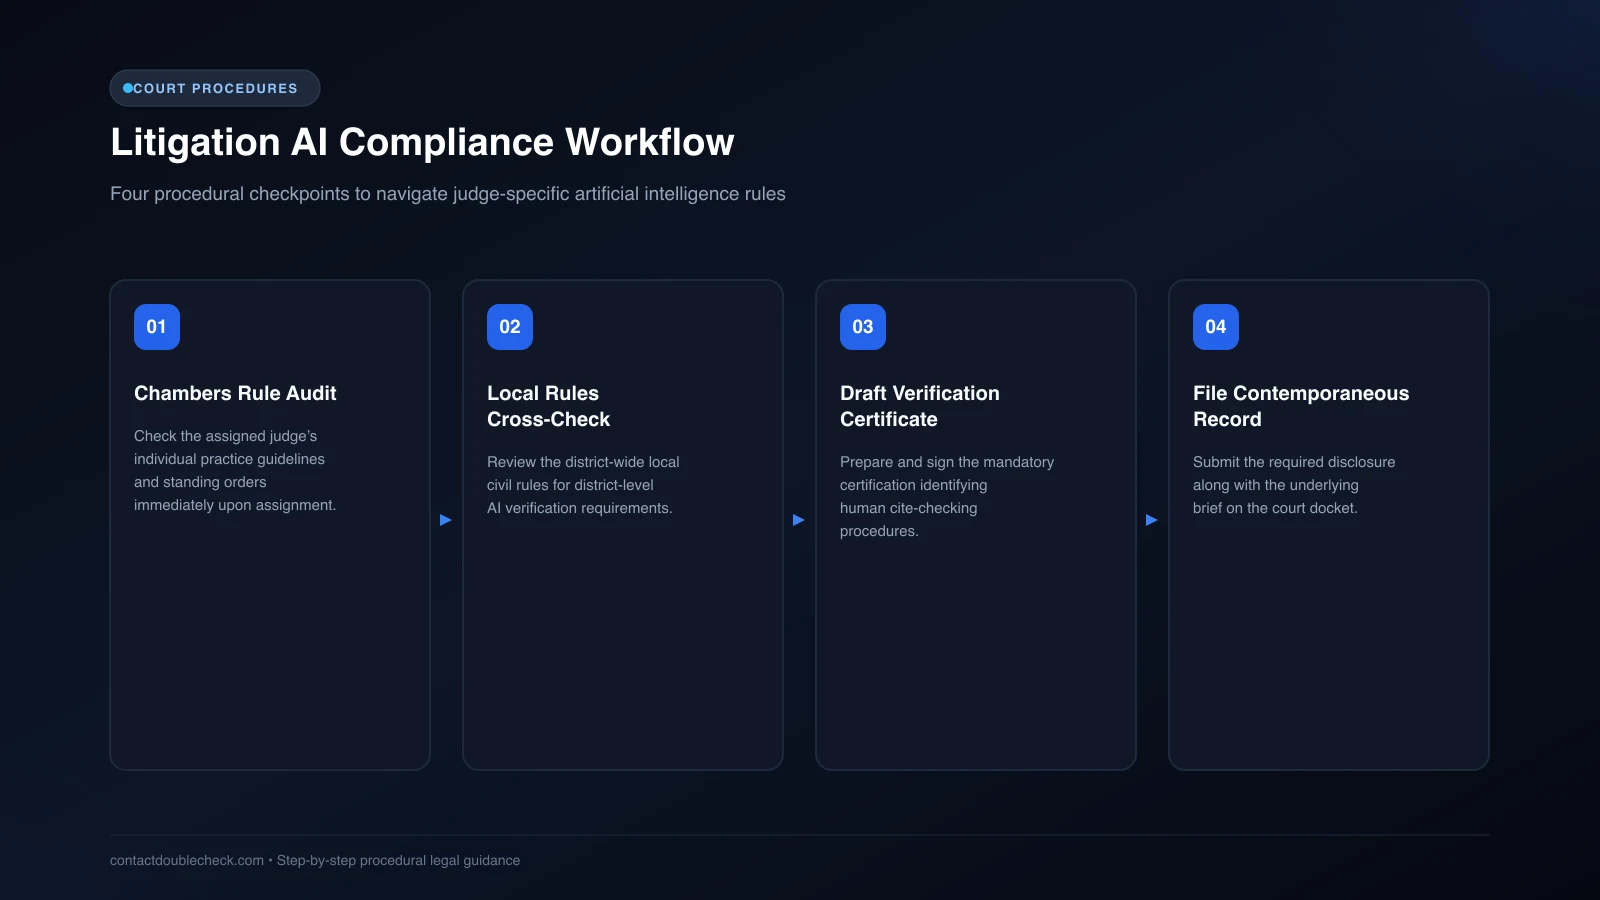 COURT PROCEDURES
Litigation AI Compliance Workflow
Four procedural checkpoints to navigate judge-specific artificial intelligence rules
01
Chambers Rule Audit
Check the assigned judge’s
individual practice guidelines
and standing orders
immediately upon assignment.
02
Local Rules
Cross-Check
Review the district-wide local
civil rules for district-level
AI verification requirements.
03
Draft Verification
Certificate
Prepare and sign the mandatory
certification identifying
human cite-checking
procedures.
04
File Contemporaneous
Record
Submit the required disclosure
along with the underlying
brief on the court docket.
contactdoublecheck.com • Step-by-step procedural legal guidance